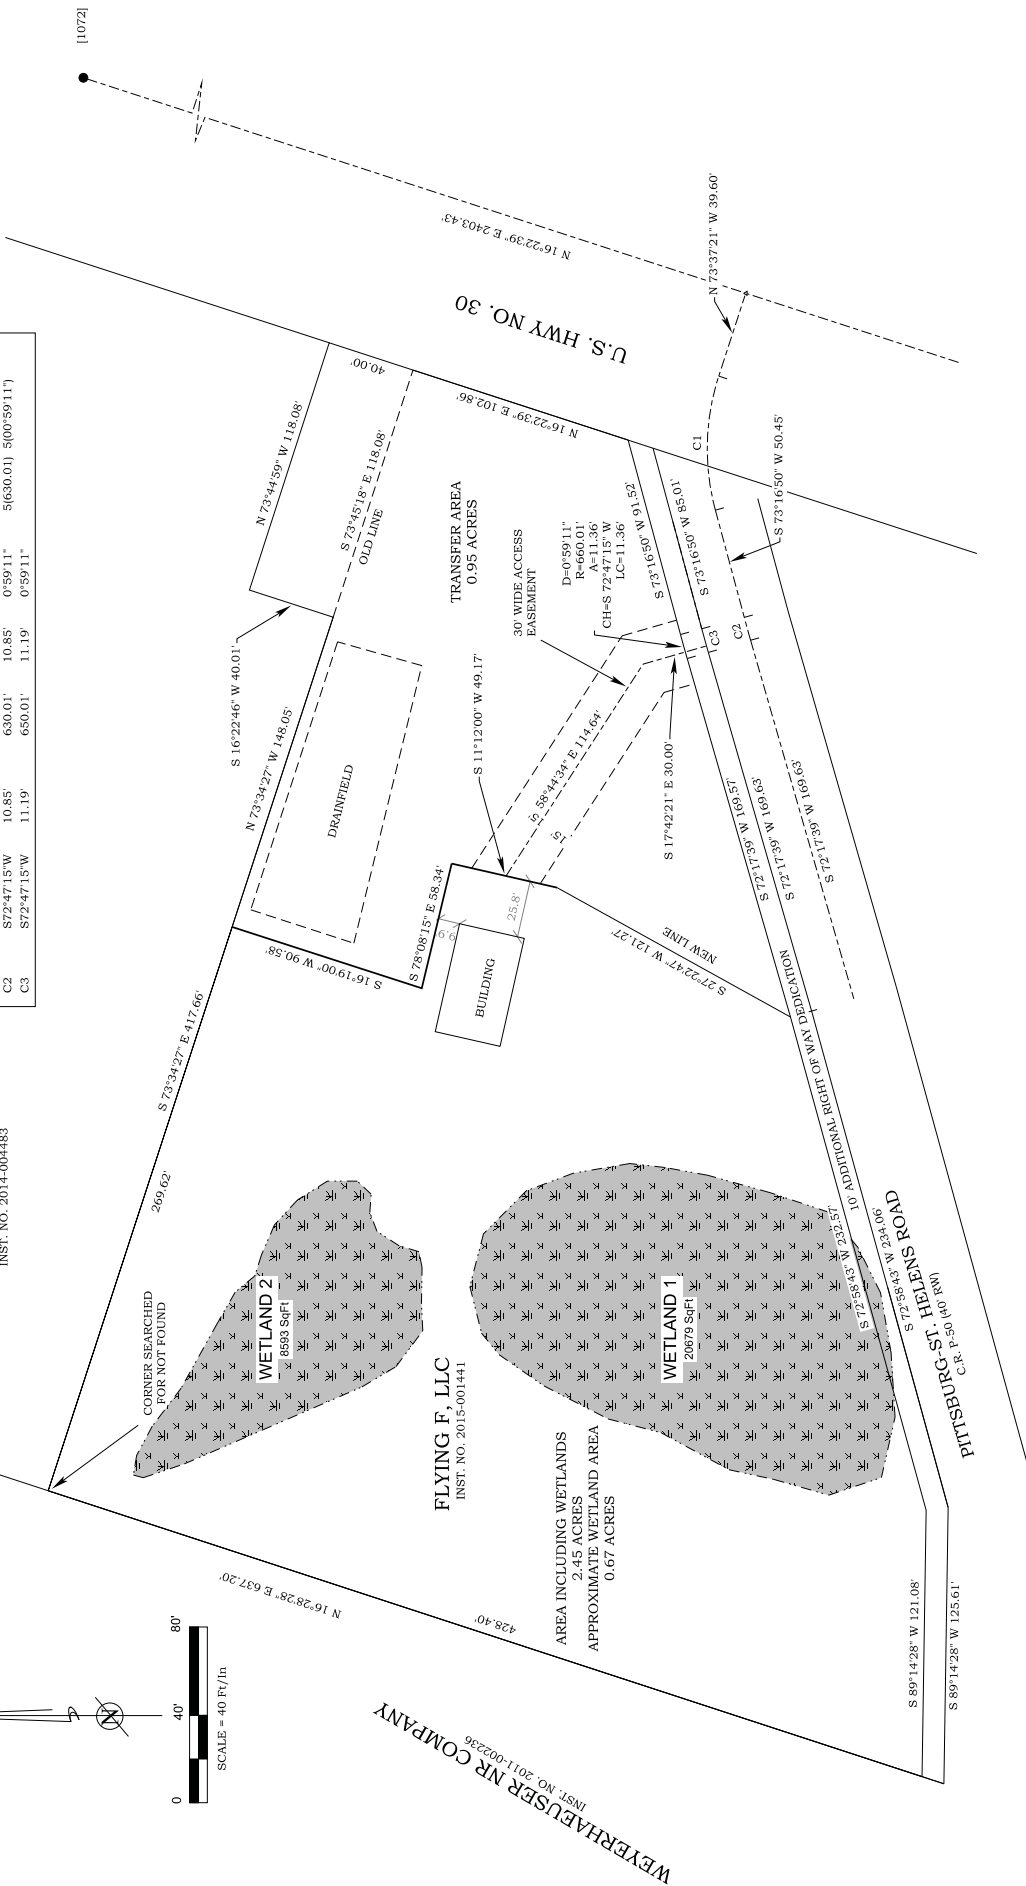 [1072]
C2 S72°47'15"W 10.85 630.01' 10.85' 0°59'11" 5(630.01) 5(00°59'11")
C3 S72°47'15"W 11.19' 650.01' 11.19' 0°59'11"
INST. NO. 2014-004483
N 16°22'39" E 2403.43'
U.S. HWY NO. 30
N 73°37'21" W 39.60'
40.00'
N 16°22'39" E 102.86'
N 73°44'59" W 118.08'
S 73°45'18" E 118.08'
OLD LINE
S 16°22'46" W 40.01'
TRANSFER AREA
0.95 ACRES
30' WIDE ACCESS
EASEMENT
D=0°59'11"
R=660.01'
A=11.36'
CH=S 72°47'15" W
LC=11.36'
S 73°16'50" W 91.52'
S 73°16'50" W 85.01'
C1
S 73°16'50" W 50.45'
C2
C3
N 73°34'27" W 148.05'
DRAINFIELD
S 11°12'00" W 49.17'
58°44'34" E 114.64'
15'
15'
S 17°42'21" E 30.00'
S 72°17'39" W 169.57'
S 72°17'39" W 169.63'
S 72°17'39" W 169.63'
S 16°19'00" W 90.58'
S 78°08'15" E 58.34'
9.9'
25.8'
BUILDING
S 27°22'47" W 121.27'
NEW LINE
S 73°34'27" E 417.66'
269.62'
10' ADDITIONAL RIGHT OF WAY DEDICATION
S 72°58'43" W 232.57'
S 72°58'43" W 234.06'
PITTSBURG-ST. HELENS ROAD
C.R. P-50 (40' RW)
CORNER SEARCHED
FOR NOT FOUND
WETLAND 2
8593 SqFt
WETLAND 1
20679 SqFt
FLYING F, LLC
INST. NO. 2015-001441
AREA INCLUDING WETLANDS
2.45 ACRES
APPROXIMATE WETLAND AREA
0.67 ACRES
N 16°28'28" E 637.20'
428.40'
S 89°14'28" W 121.08'
S 89°14'28" W 125.61'
WEYERHAEUSER NR COMPANY
INST. NO. 2011-002236
N
0 40' 80'
SCALE = 40 Ft/In